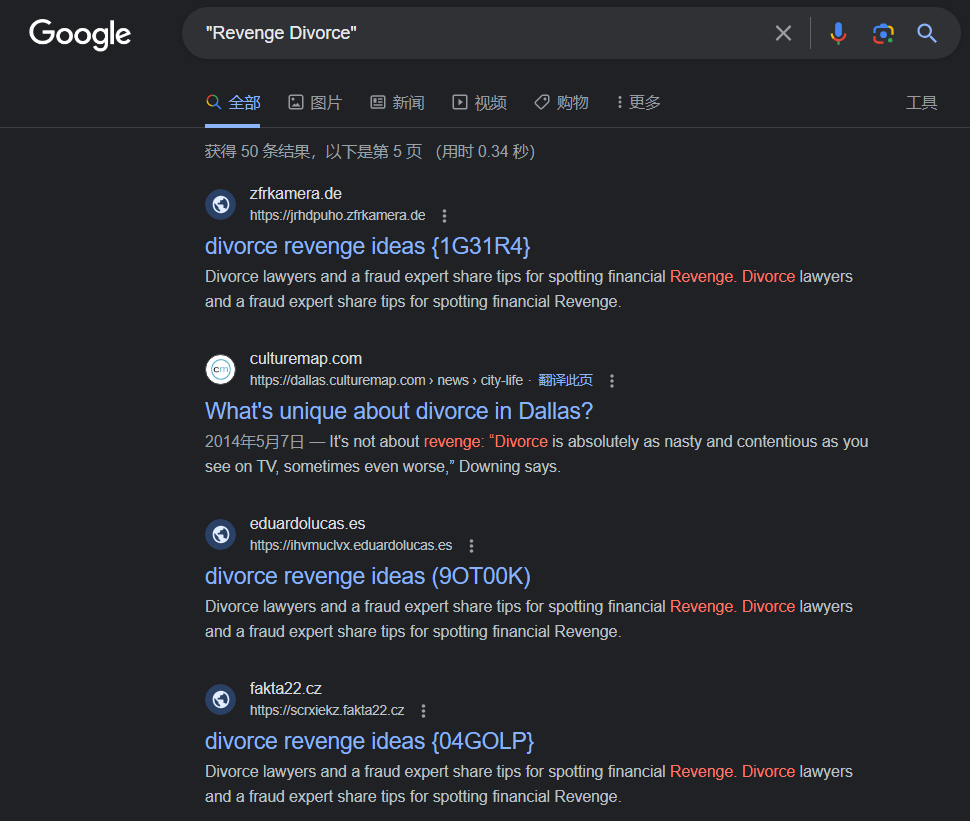 Google
"Revenge Divorce"
全部 图片 新闻 视频 购物 更多 工具
获得 50 条结果，以下是第 5 页 （用时 0.34 秒）
zfrkamera.de
https://jrhdpuho.zfrkamera.de
divorce revenge ideas {1G31R4}
Divorce lawyers and a fraud expert share tips for spotting financial Revenge. Divorce lawyers
and a fraud expert share tips for spotting financial Revenge.
culturemap.com
cm
https://dallas.culturemap.com › news › city-life · 翻译此页
What's unique about divorce in Dallas?
2014年5月7日 — It's not about revenge: “Divorce is absolutely as nasty and contentious as you
see on TV, sometimes even worse,” Downing says.
eduardolucas.es
https://ihvmuclvx.eduardolucas.es
divorce revenge ideas (9OT00K)
Divorce lawyers and a fraud expert share tips for spotting financial Revenge. Divorce lawyers
and a fraud expert share tips for spotting financial Revenge.
fakta22.cz
https://scrxiekz.fakta22.cz
divorce revenge ideas {04GOLP}
Divorce lawyers and a fraud expert share tips for spotting financial Revenge. Divorce lawyers
and a fraud expert share tips for spotting financial Revenge.